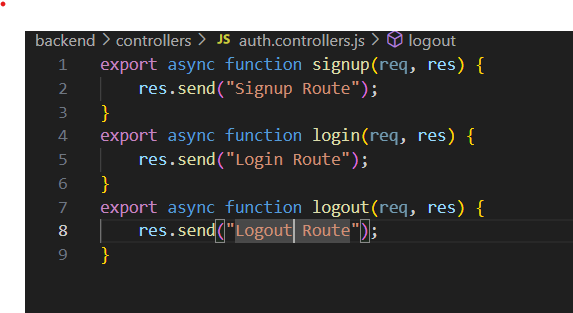 backend > controllers > JS auth.controllers.js > logout
1 export async function signup(req, res) {
2 res.send("Signup Route");
3 }
4 export async function login(req, res) {
5 res.send("Login Route");
6 }
7 export async function logout(req, res) {
8 res.send("Logout Route");
9 }